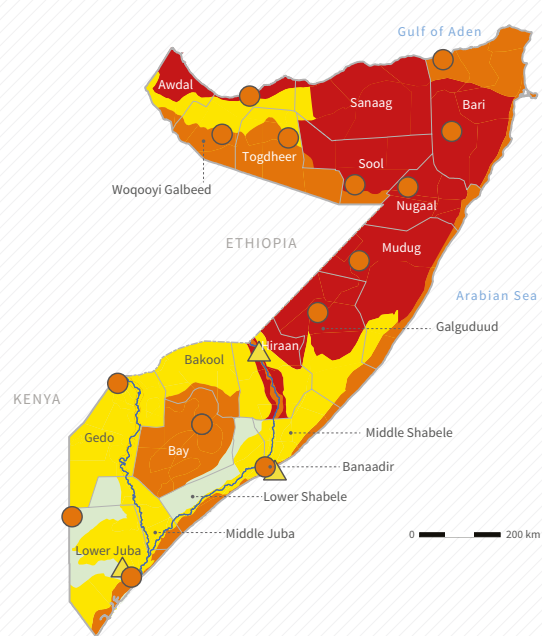 Gulf of Aden
Awdal
Sanaag
Bari
Togdheer
Sool
Woqooyi Galbeed
Nugaal
ETHIOPIA
Mudug
Arabian Sea
Galguduud
Hiraan
Bakool
KENYA
Gedo
Middle Shabele
Bay
Banaadir
Lower Shabele
Middle Juba
0 200 km
Lower Juba